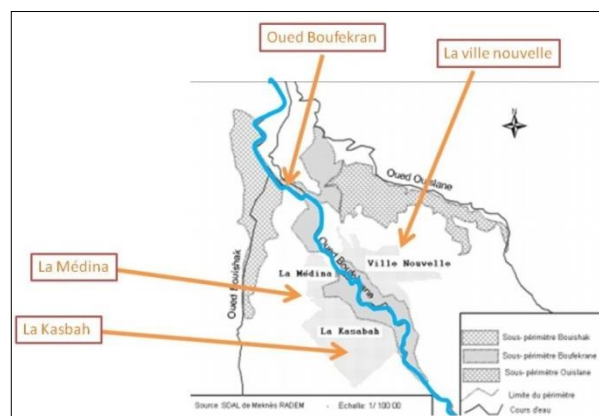 Oued Boufekran
La ville nouvelle
N
Oued Ouislane
Oued Bouishak
Oued Boufekrane
La Médina
La Médina
Ville Nouvelle
La Kasbah
La Kasabah
Sous-périmètre Bouishak
Sous-périmètre Boufekrane
Sous-périmètre Ouislane
Limite du périmètre
Cours d'eau
Source :SDAL de Meknès RADEM - Echelle: 1/ 100 00